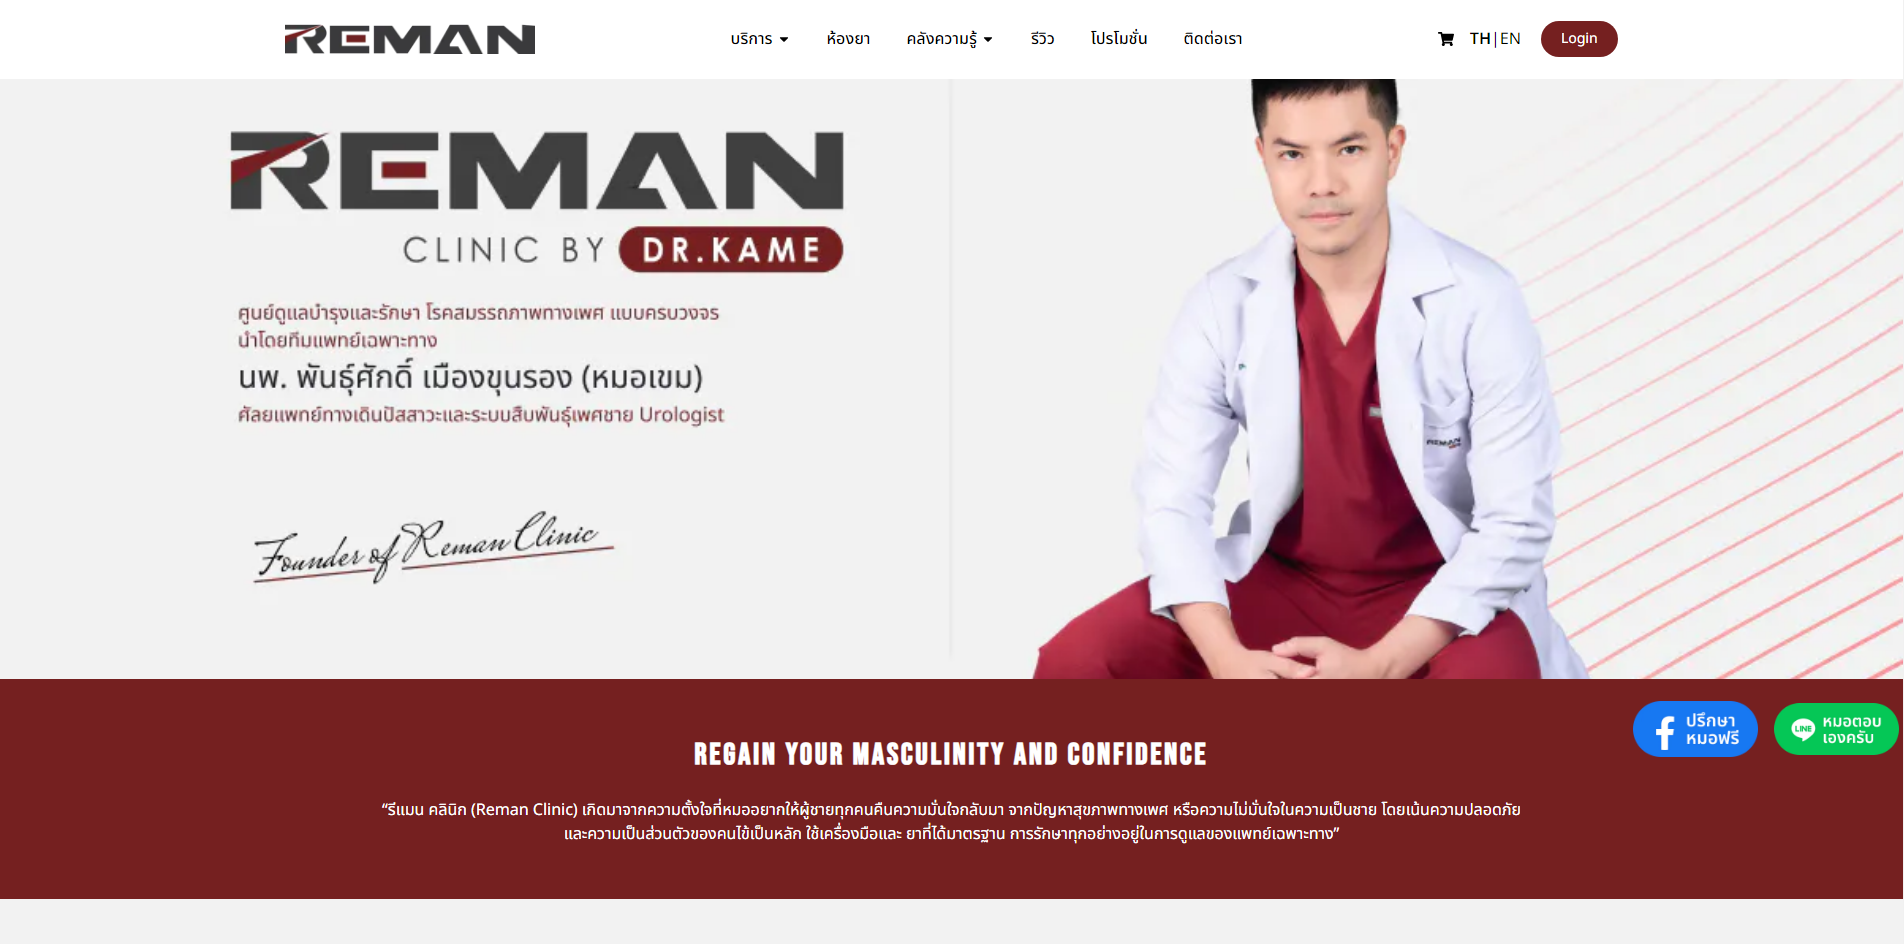 REMAN
บริการ
ห้องยา
คลังความรู้
รีวิว
โปรโมชั่น
ติดต่อเรา
TH|EN
Login
REMAN
CLINIC BY DR.KAME
ศูนย์ดูแลบำรุงและรักษา โรคสมรรถภาพทางเพศ แบบครบวงจร
นำโดยทีมแพทย์เฉพาะทาง
นพ. พันธุ์ศักดิ์ เมืองขุนรอง (หมอเขม)
ศัลยแพทย์ทางเดินปัสสาวะและระบบสืบพันธุ์เพศชาย Urologist
Founder of Reman Clinic
REMAN
ปรึกษา
หมอฟรี
LINE
หมอตอบ
เองครับ
REGAIN YOUR MASCULINITY AND CONFIDENCE
“รีแมน คลินิก (Reman Clinic) เกิดมาจากความตั้งใจที่หมออยากให้ผู้ชายทุกคนคืนความมั่นใจกลับมา จากปัญหาสุขภาพทางเพศ หรือความไม่มั่นใจในความเป็นชาย โดยเน้นความปลอดภัย
และความเป็นส่วนตัวของคนไข้เป็นหลัก ใช้เครื่องมือและ ยาที่ได้มาตรฐาน การรักษาทุกอย่างอยู่ในการดูแลของแพทย์เฉพาะทาง”